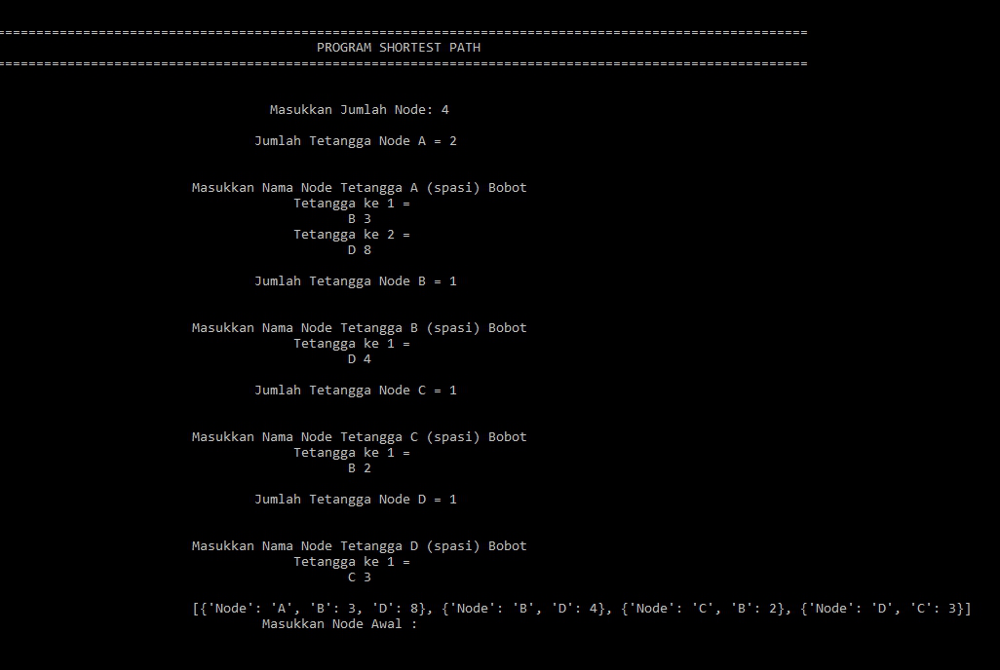 ========================================================================================================
PROGRAM SHORTEST PATH
========================================================================================================
Masukkan Jumlah Node: 4
Jumlah Tetangga Node A = 2
Masukkan Nama Node Tetangga A (spasi) Bobot
Tetangga ke 1 =
B 3
Tetangga ke 2 =
D 8
Jumlah Tetangga Node B = 1
Masukkan Nama Node Tetangga B (spasi) Bobot
Tetangga ke 1 =
D 4
Jumlah Tetangga Node C = 1
Masukkan Nama Node Tetangga C (spasi) Bobot
Tetangga ke 1 =
B 2
Jumlah Tetangga Node D = 1
Masukkan Nama Node Tetangga D (spasi) Bobot
Tetangga ke 1 =
C 3
[{'Node': 'A', 'B': 3, 'D': 8}, {'Node': 'B', 'D': 4}, {'Node': 'C', 'B': 2}, {'Node': 'D', 'C': 3}]
Masukkan Node Awal :